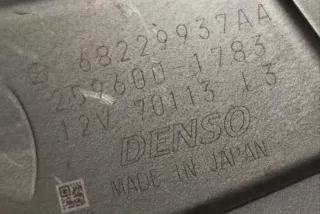 68229937AA
259600-1783
12V 70113 L3
DENSO
MADE IN JAPAN